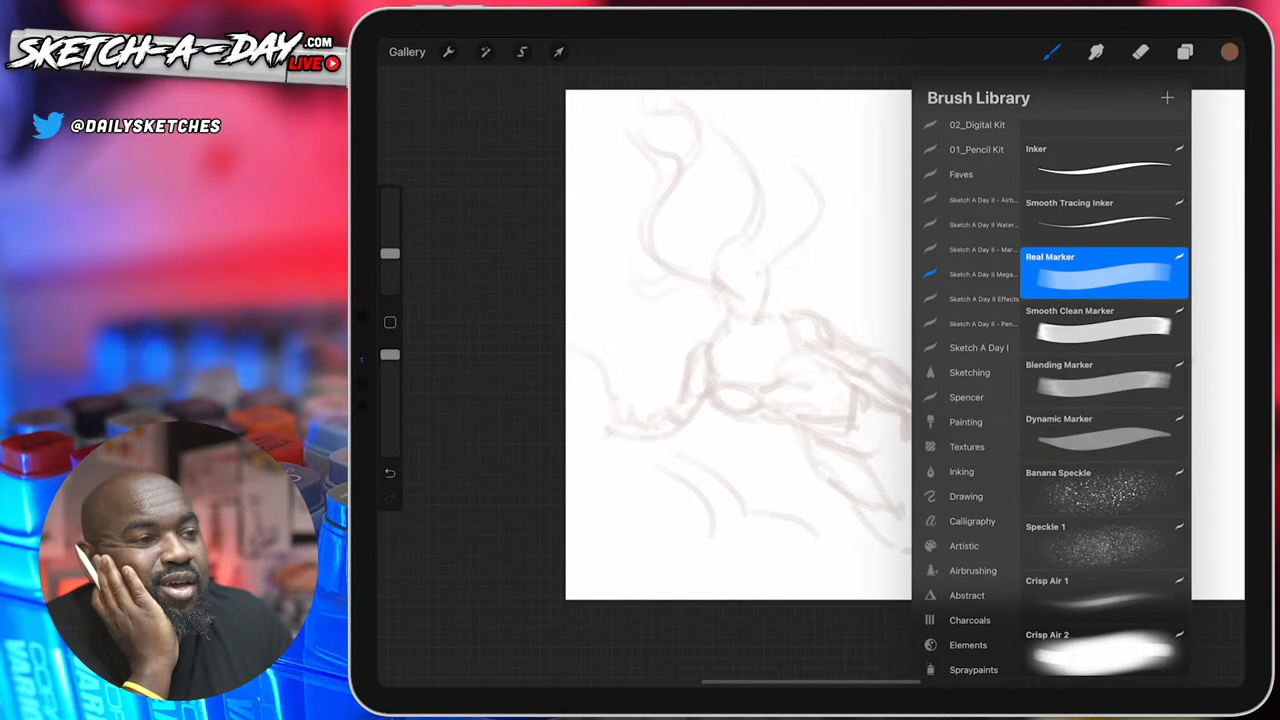 SKETCH-A-DAY.COM
LIVE
@DAILYSKETCHES
Gallery
Brush Library
02_Digital Kit
01_Pencil Kit
Faves
Sketch A Day II - Airb...
Sketch A Day II Water...
Sketch A Day II - Mar...
Sketch A Day II Mega...
Sketch A Day II Effects
Sketch A Day II - Pen...
Sketch A Day I
Sketching
Spencer
Painting
Textures
Inking
Drawing
Calligraphy
Artistic
Airbrushing
Abstract
Charcoals
Elements
Spraypaints
Inker
Smooth Tracing Inker
Real Marker
Smooth Clean Marker
Blending Marker
Dynamic Marker
Banana Speckle
Speckle 1
Crisp Air 1
Crisp Air 2